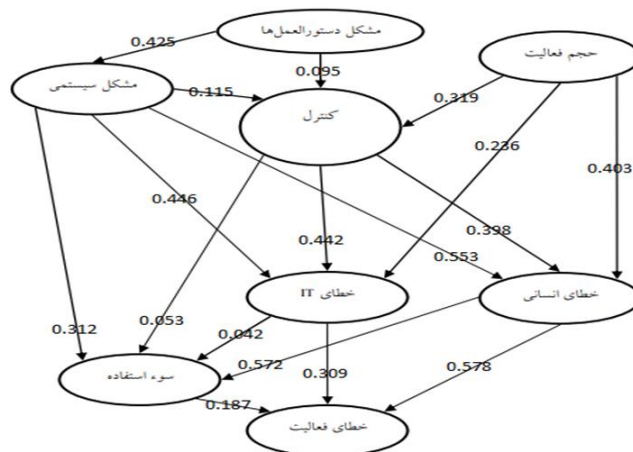 مشکل دستورالعمل‌ها
0.425
حجم فعالیت
0.095
مشکل سیستمی
0.115
کنترل
0.319
0.236
0.403
0.446
0.398
0.442
0.553
خطای IT
خطای انسانی
0.312
0.053
0.042
0.572
0.309
0.578
سوء استفاده
0.187
خطای فعالیت